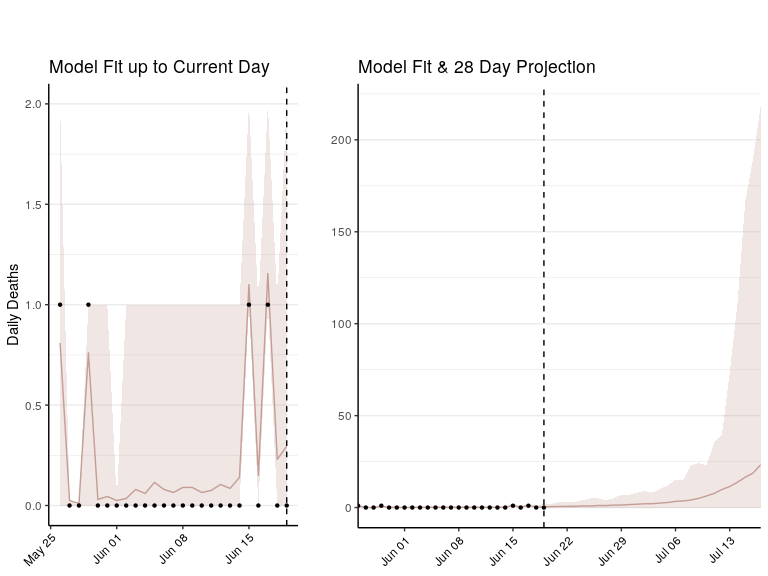 Model Fit up to Current Day
Model Fit & 28 Day Projection
Daily Deaths
2.0
1.5
1.0
0.5
0.0
May 25
Jun 01
Jun 08
Jun 15
200
150
100
50
0
Jun 01
Jun 08
Jun 15
Jun 22
Jun 29
Jul 06
Jul 13